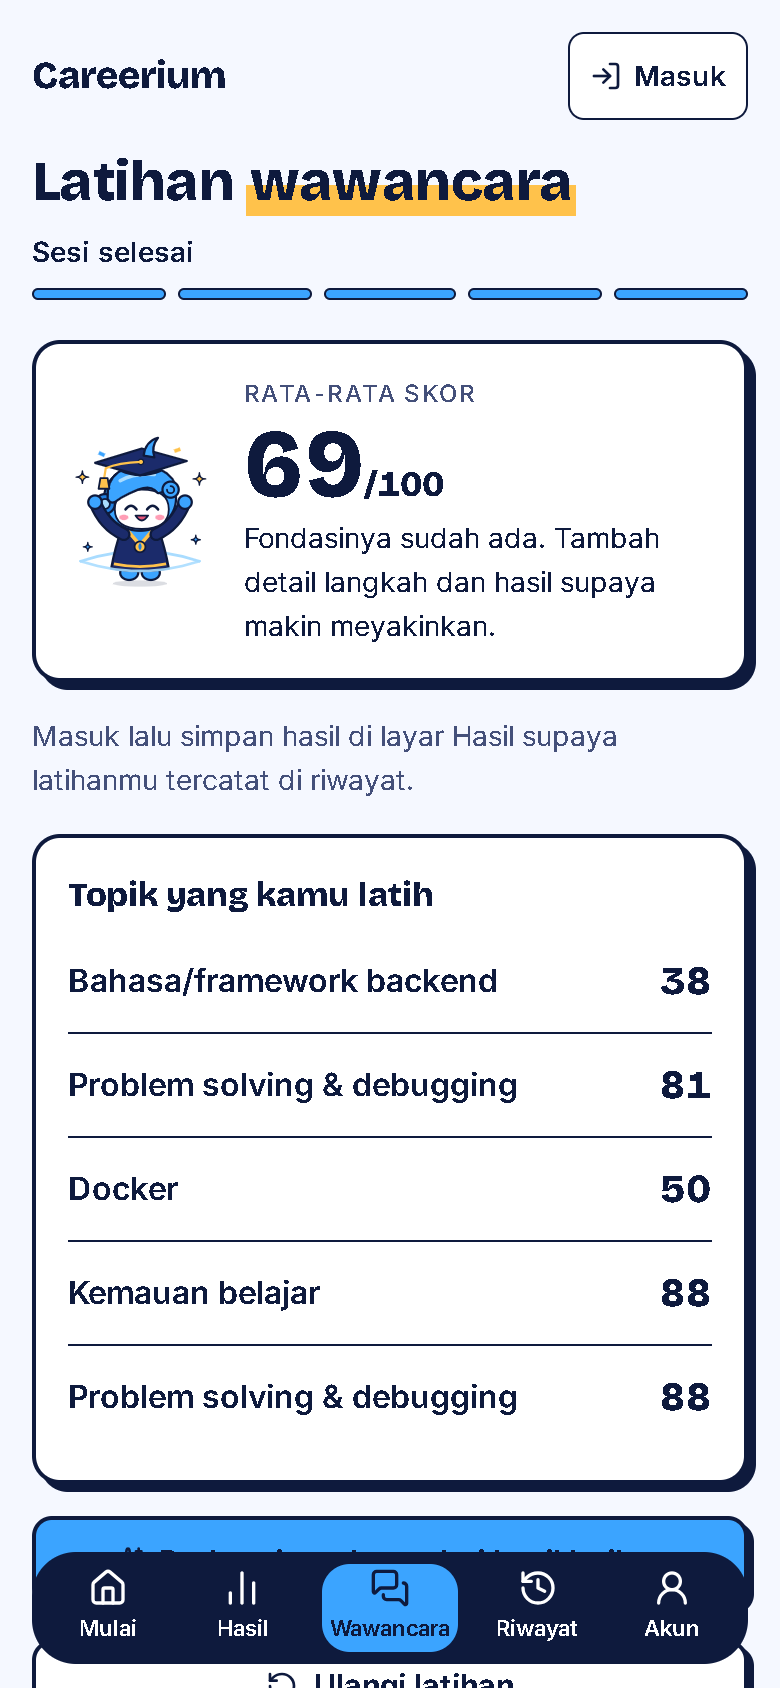 Careerium
Masuk
Latihan wawancara
Sesi selesai
RATA-RATA SKOR
69/100
Fondasinya sudah ada. Tambah
detail langkah dan hasil supaya
makin meyakinkan.
Masuk lalu simpan hasil di layar Hasil supaya
latihanmu tercatat di riwayat.
Topik yang kamu latih
Bahasa/framework backend 38
Problem solving & debugging 81
Docker 50
Kemauan belajar 88
Problem solving & debugging 88
Mulai
Hasil
Wawancara
Riwayat
Akun
Ulangi latihan